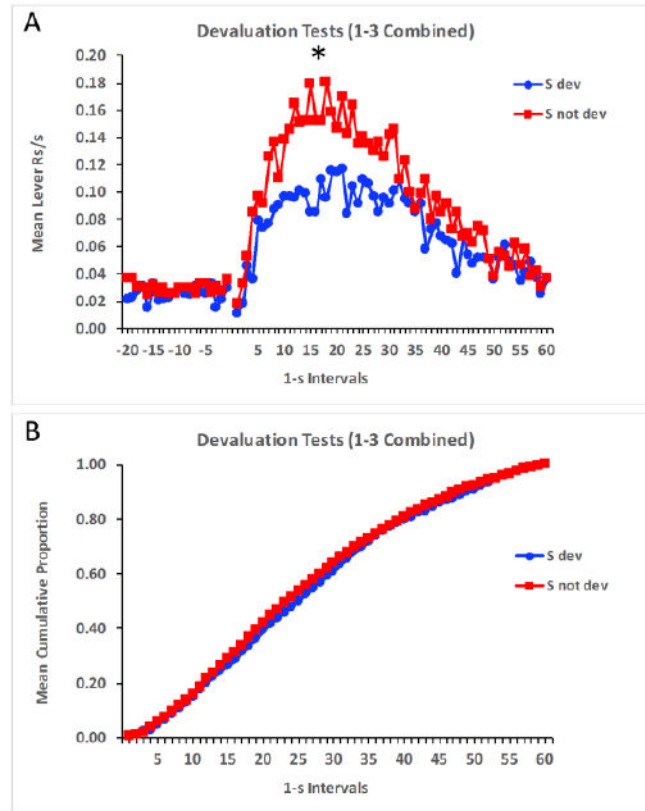 A
Devaluation Tests (1-3 Combined)
*
0.20
0.18
0.16
0.14
0.12
0.10
0.08
0.06
0.04
0.02
0.00
Mean Lever Rs/s
S dev
S not dev
-20 -15 -10 -5 5 10 15 20 25 30 35 40 45 50 55 60
1-s Intervals
B
Devaluation Tests (1-3 Combined)
1.00
0.80
0.60
0.40
0.20
0.00
Mean Cumulative Proportion
S dev
S not dev
5 10 15 20 25 30 35 40 45 50 55 60
1-s Intervals